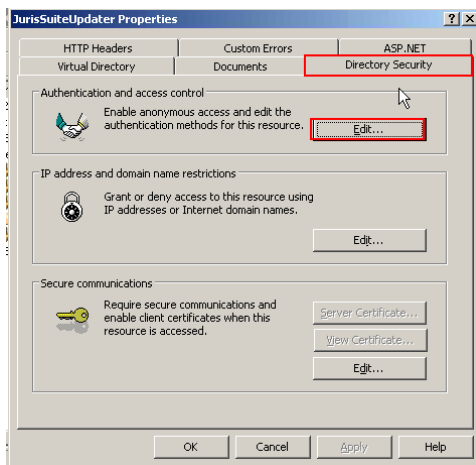 JurisSuiteUpdater Properties
HTTP Headers
Custom Errors
ASP.NET
Virtual Directory
Documents
Directory Security
Authentication and access control
Enable anonymous access and edit the
authentication methods for this resource.
Edit...
IP address and domain name restrictions
Grant or deny access to this resource using
IP addresses or Internet domain names.
Edit...
Secure communications
Require secure communications and
enable client certificates when this
resource is accessed.
Server Certificate...
View Certificate...
Edit...
OK
Cancel
Apply
Help